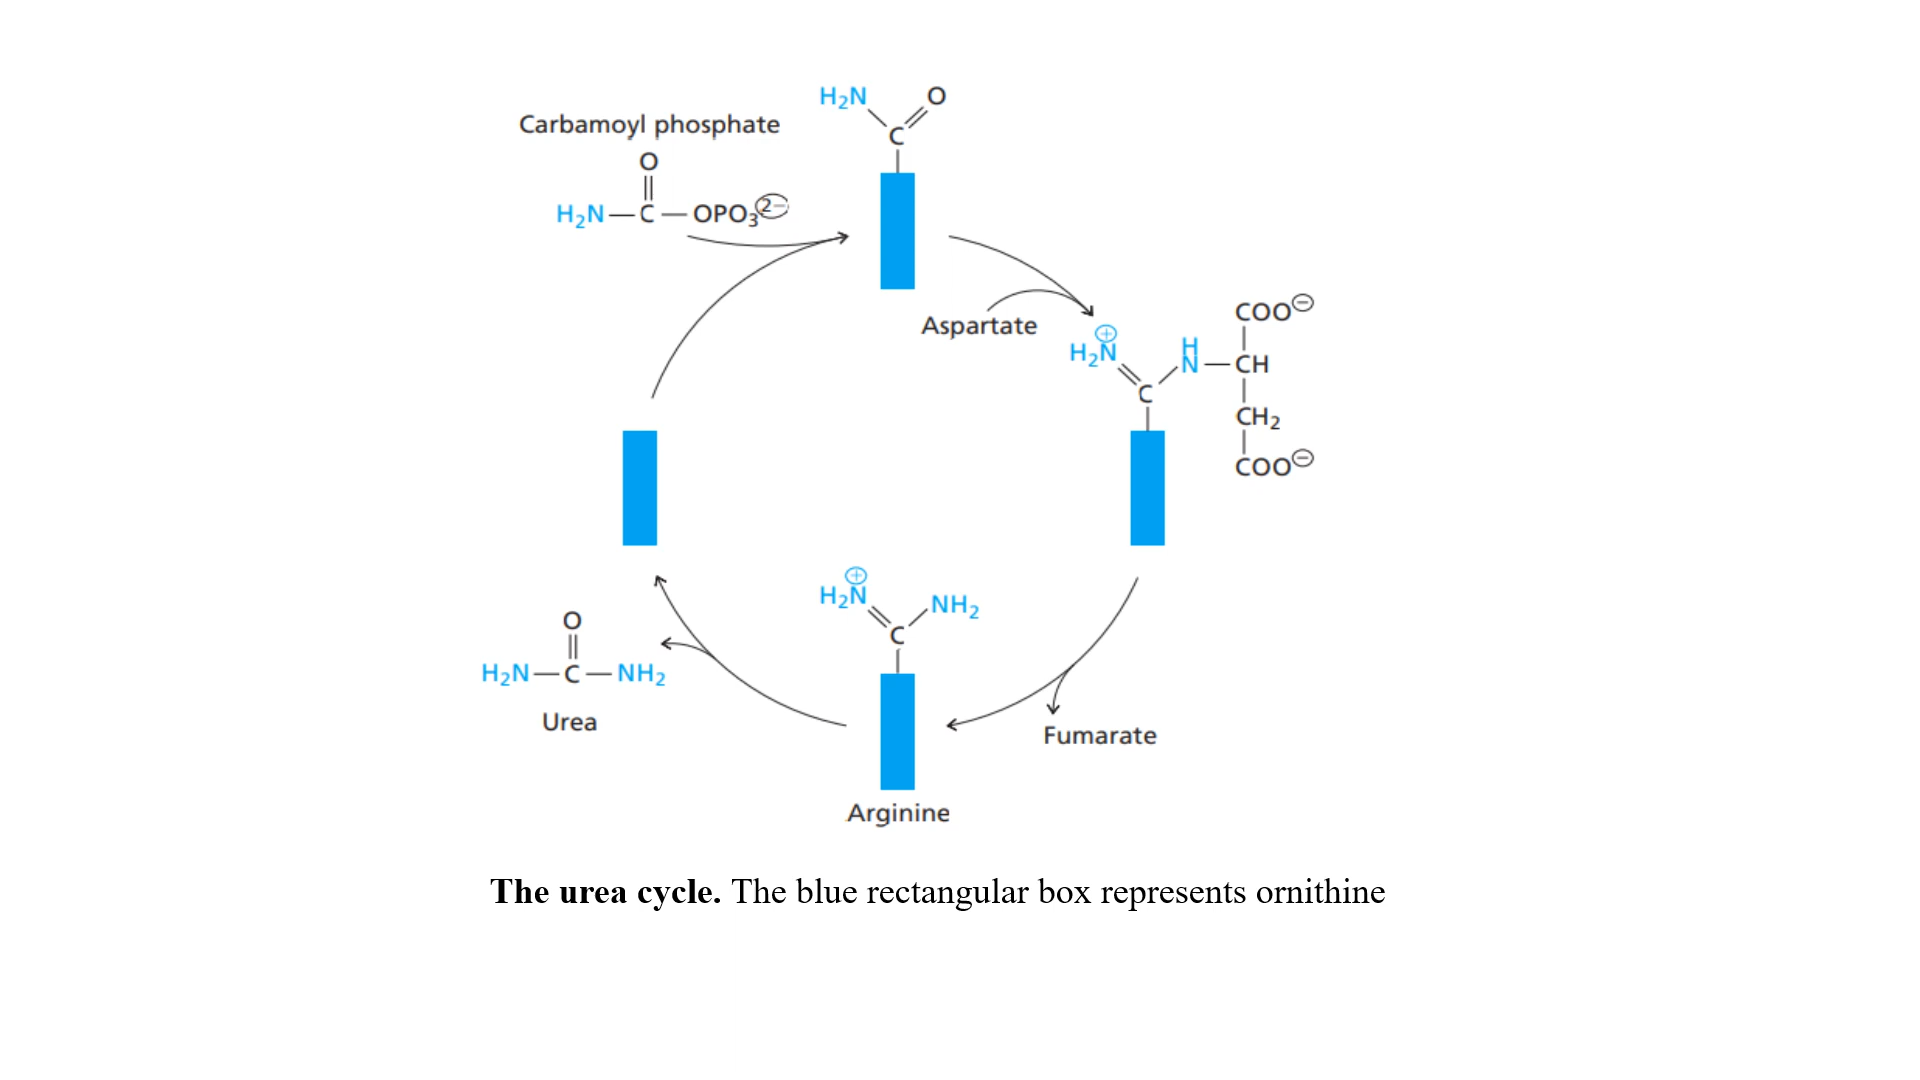 H₂N O
C
Carbamoyl phosphate
O
H₂N—C—OPO₃²⁻
Aspartate
COO⊖
⊕
H₂N
H
N—CH
C
CH₂
COO⊖
⊕
H₂N NH₂
C
O
H₂N—C—NH₂
Urea
Fumarate
Arginine
The urea cycle. The blue rectangular box represents ornithine